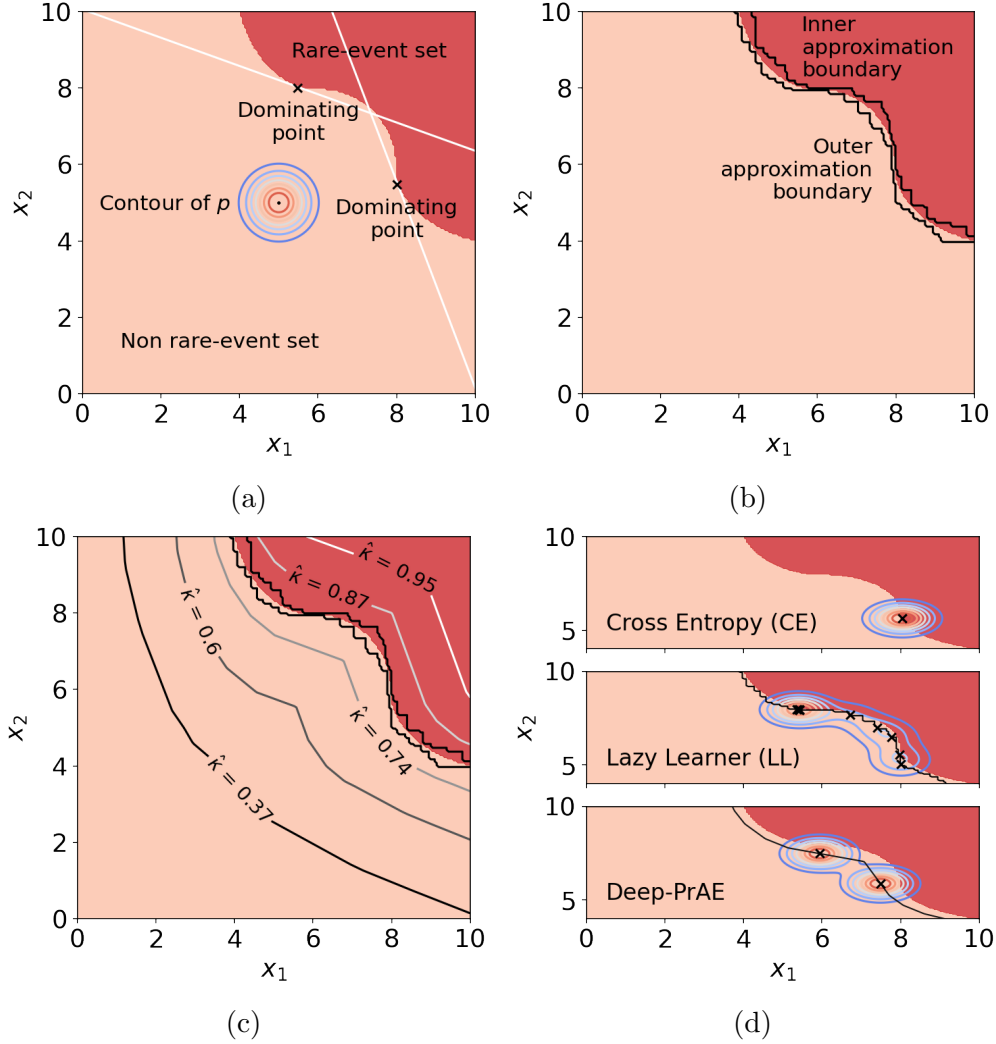 10
8
6
4
2
0
x₂
Rare-event set
Dominating
point
Contour of p
Dominating
point
Non rare-event set
0
2
4
6
8
10
x₁
(a)
10
8
6
4
2
0
x₂
Inner
approximation
boundary
Outer
approximation
boundary
0
2
4
6
8
10
x₁
(b)
10
8
6
4
2
0
x₂
κ̂ = 0.95
κ̂ = 0.87
κ̂ = 0.6
κ̂ = 0.74
κ̂ = 0.37
0
2
4
6
8
10
x₁
(c)
10
5
Cross Entropy (CE)
10
5
x₂
Lazy Learner (LL)
10
5
Deep-PrAE
0
2
4
6
8
10
x₁
(d)